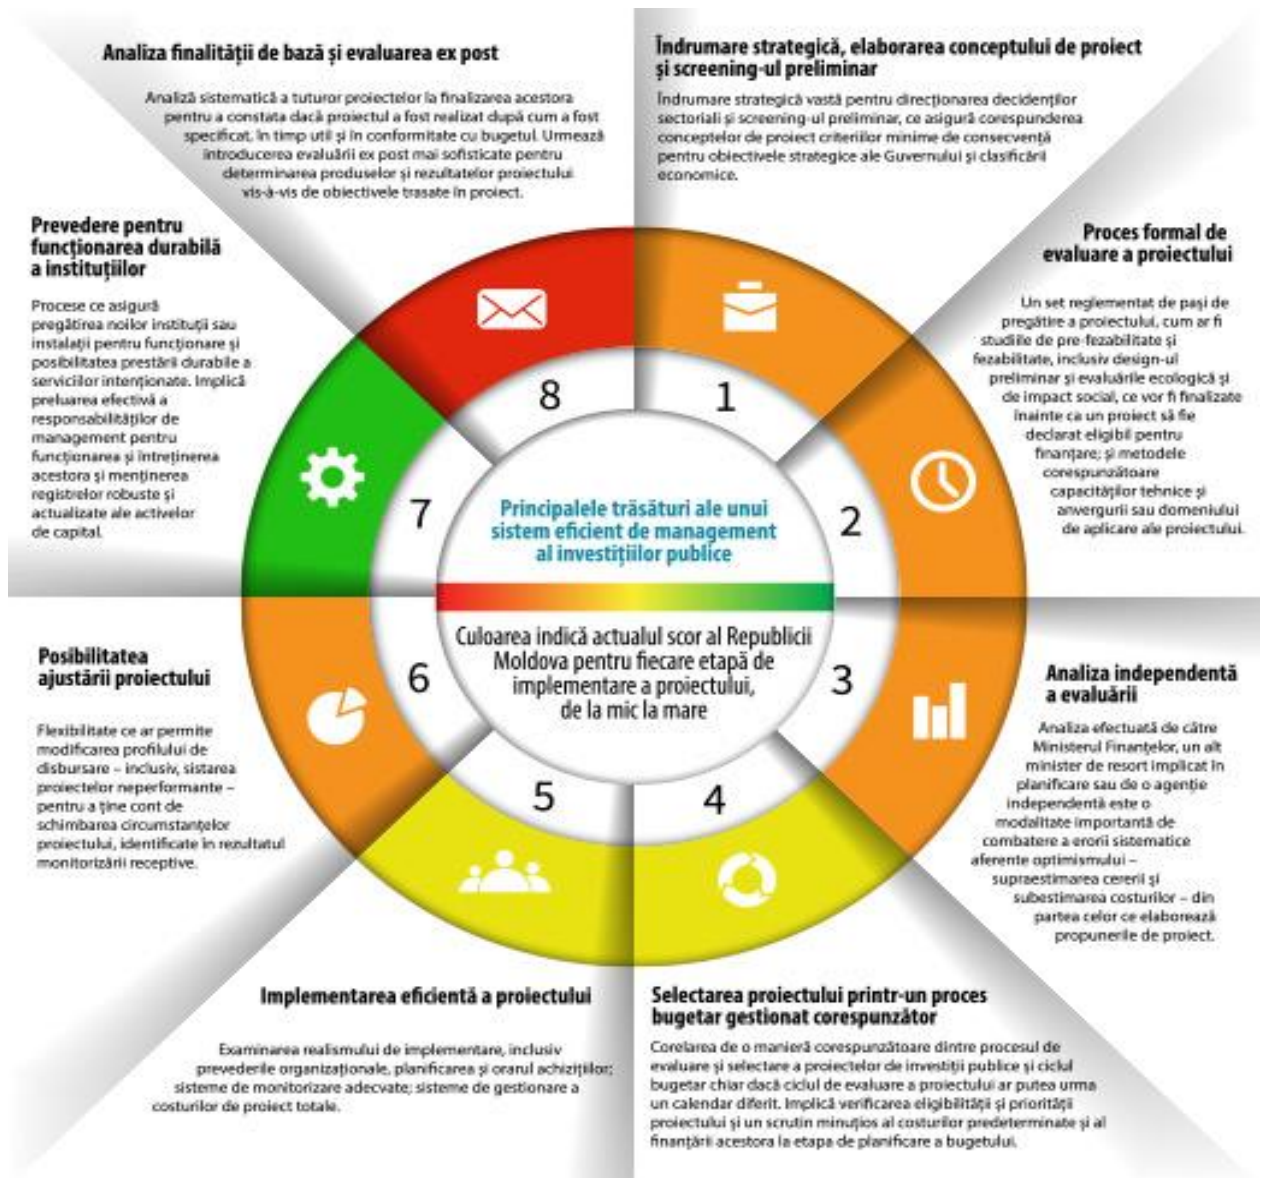 Analiza finalității de bază și evaluarea ex post
Analiză sistematică a tuturor proiectelor la finalizarea acestora
pentru a constata dacă proiectul a fost realizat după cum a fost
specificat, în timp util și în conformitate cu bugetul. Urmează
introducerea evaluării ex post mai sofisticate pentru
determinarea produselor și rezultatelor proiectului
vis-à-vis de obiectivele trasate în proiect.
Îndrumare strategică, elaborarea conceptului de proiect
și screening-ul preliminar
Îndrumare strategică vastă pentru direcționarea decidenților
sectoriali și screening-ul preliminar, ce asigură corespunderea
conceptelor de proiect criteriilor minime de consecvență
pentru obiectivele strategice ale Guvernului și clasificării
economice.
Proces formal de
evaluare a proiectului
Un set reglementat de pași de
pregătire a proiectului, cum ar fi
studiile de pre-fezabilitate și
fezabilitate, inclusiv design-ul
preliminar și evaluările ecologică și
de impact social, ce vor fi finalizate
înainte ca un proiect să fie
declarat eligibil pentru
finanțare; și metodele
corespunzătoare
capacităților tehnice și
anvergurii sau domeniului
de aplicare ale proiectului.
Analiza independentă
a evaluării
Analiza efectuată de către
Ministerul Finanțelor, un alt
minister de resort implicat în
planificare sau de o agenție
independentă este o
modalitate importantă de
combatere a erorii sistematice
aferente optimismului –
supraestimarea cererii și
subestimarea costurilor – din
partea celor ce elaborează
propunerile de proiect.
Selectarea proiectului printr-un proces
bugetar gestionat corespunzător
Corelarea de o manieră corespunzătoare dintre procesul de
evaluare și selectare a proiectelor de investiții publice și ciclul
bugetar chiar dacă ciclul de evaluare a proiectului ar putea urma
un calendar diferit. Implică verificarea eligibilității și priorității
proiectului și un scrutin minuțios al costurilor predeterminate și al
finanțării acestora la etapa de planificare a bugetului.
Implementarea eficientă a proiectului
Examinarea realismului de implementare, inclusiv
prevederile organizaționale, planificarea și orarul achizițiilor;
sisteme de monitorizare adecvate; sisteme de gestionare a
costurilor de proiect totale.
Posibilitatea
ajustării proiectului
Flexibilitate ce ar permite
modificarea profilului de
disbursare – inclusiv, sistarea
proiectelor neperformante –
pentru a ține cont de
schimbarea circumstanțelor
proiectului, identificate în rezultatul
monitorizării receptive.
Prevedere pentru
funcționarea durabilă
a instituțiilor
Procese ce asigură
pregătirea noilor instituții sau
instalații pentru funcționare și
posibilitatea prestării durabile a
serviciilor intenționate. Implică
preluarea efectivă a
responsabilităților de
management pentru
funcționarea și întreținerea
acestora și menținerea
registrelor robuste și
actualizate ale activelor
de capital.
8
1
7
2
6
3
5
4
Principalele trăsături ale unui
sistem eficient de management
al investițiilor publice
Culoarea indică actualul scor al Republicii
Moldova pentru fiecare etapă de
implementare a proiectului,
de la mic la mare